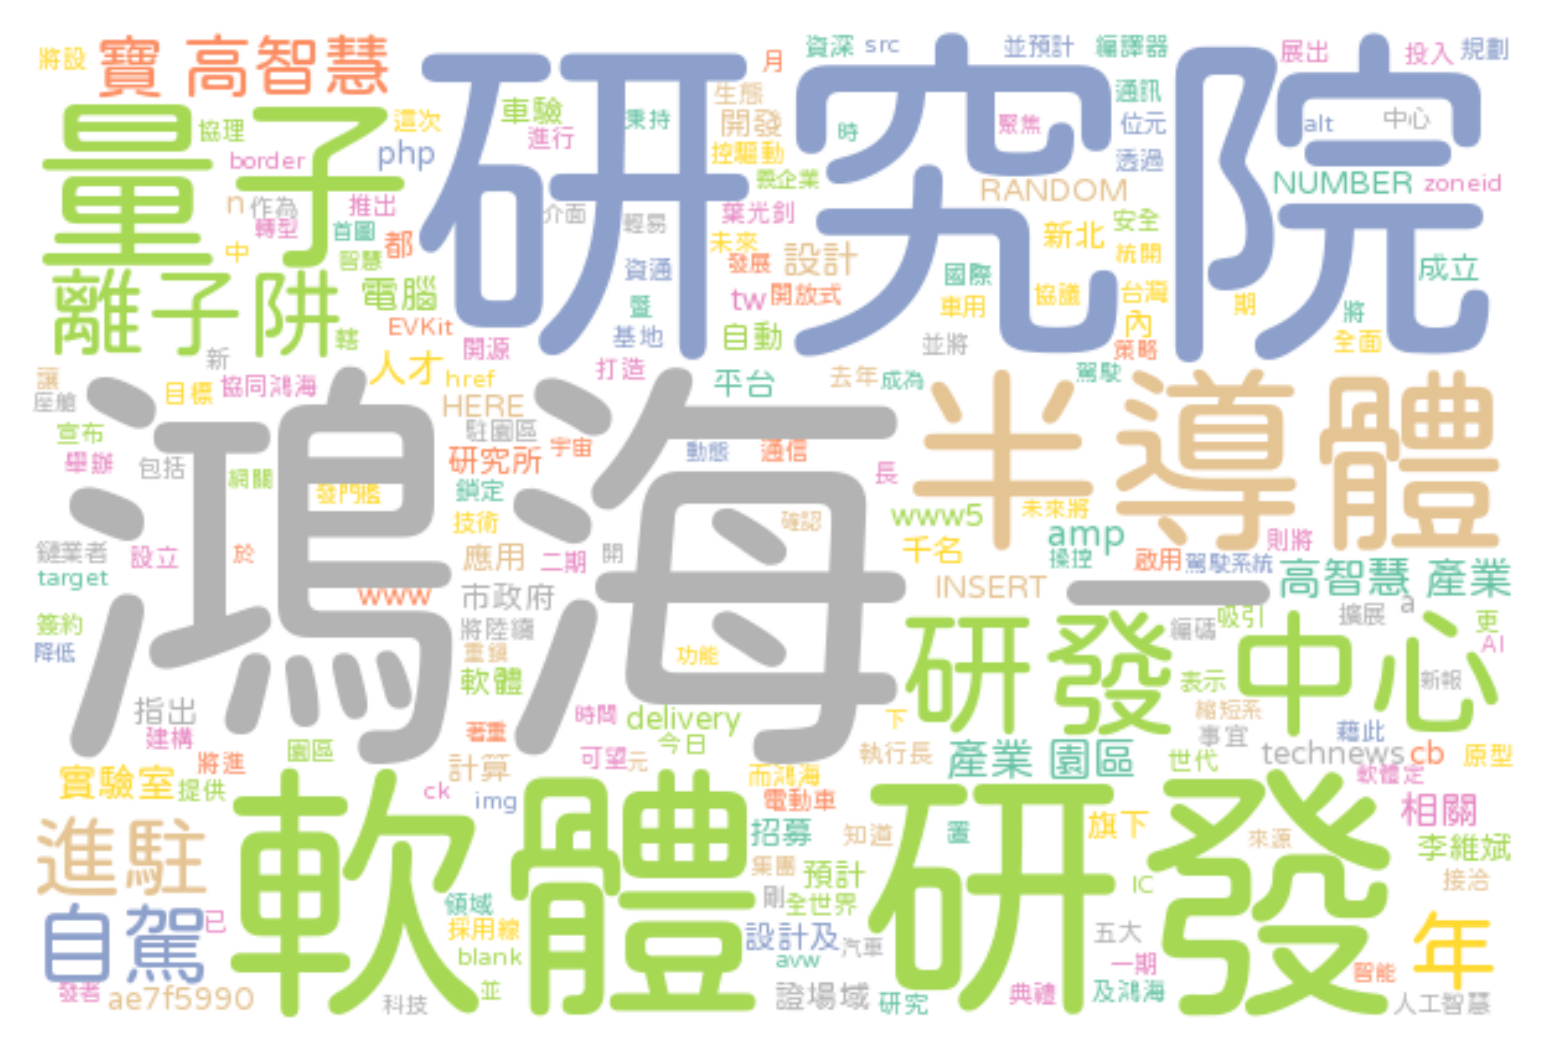 將設
寶 高智慧
研究院
月
資深
src
並預計
編譯器
展出
投入
規劃
量子
協理
這次
車驗
秉持
生態
開發
時
聚焦
通訊
位元
alt
中心
border
php
進行
控驅動
義企業
透過
RANDOM
NUMBER
zoneid
n
作為
推出
介面
輕易
葉光釗
安全
轉型
首圖
都
未來
新北
統開
中
智慧
資通
發展
設計
國際
成立
離子阱
電腦
暨
tw
開放式
車用
協議
台灣
期
將
EVKit
轄
基地
自動
並將
內
策略
全面
新
開源
人才
打造
平台
去年
成為
駕駛
讓
座艙
目標
協同鴻海
href
HERE
鴻海
半導體
宣布
駐園區
舉辦
包括
網關
研究所
宇宙
動態
通信
長
發門檻
鎖定
技術
確認
www5
未來將
amp
鏈業者
設立
於
應用
二期
開
千名
操控
啟用
則將
駕駛系統
target
www
市政府
INSERT
一
高智慧 產業
簽約
將陸續
a
擴展
吸引
更
降低
重鎮
功能
研發中心
編碼
AI
軟體
表示
新報
指出
時間
delivery
下
縮短系
建構
著重
今日
事宜
藉此
園區
將進
計算
可望
元
執行長
產業 園區
世代
technews
cb
原型
實驗室
提供
ck
img
而鴻海
電動車
軟體定
進駐
軟體 研發
招募
知道
置
旗下
相關
來源
李維斌
集團
預計
IC
接洽
自駕
已
領域
剛
全世界
採用線
設計及
汽車
五大
年
blank
avw
一期
智能
發者
ae7f5990
科技
並
證場域
研究
典禮
及鴻海
人工智慧